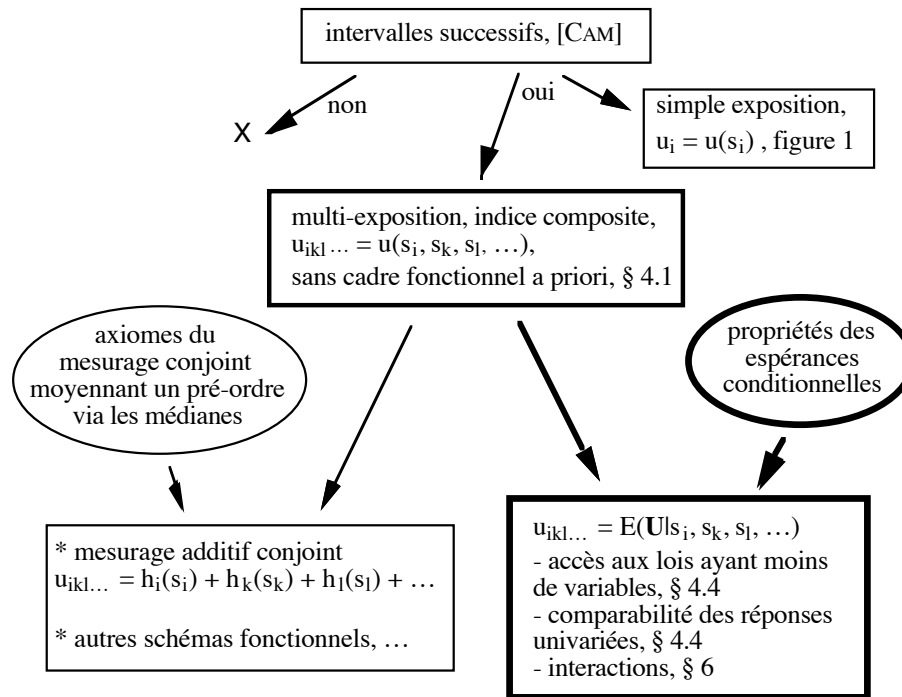 intervalles successifs, [CAM]
non
oui
X
simple exposition,
uᵢ = u(sᵢ) , figure 1
multi-exposition, indice composite,
uᵢₖₗ... = u(sᵢ, sₖ, sₗ, …),
sans cadre fonctionnel a priori, § 4.1
axiomes du
mesurage conjoint
moyennant un pré-ordre
via les médianes
propriétés des
espérances
conditionnelles
* mesurage additif conjoint
uᵢₖₗ... = hᵢ(sᵢ) + hₖ(sₖ) + hₗ(sₗ) + …
* autres schémas fonctionnels, …
uᵢₖₗ... = E(U|sᵢ, sₖ, sₗ, …)
- accès aux lois ayant moins
de variables, § 4.4
- comparabilité des réponses
univariées, § 4.4
- interactions, § 6